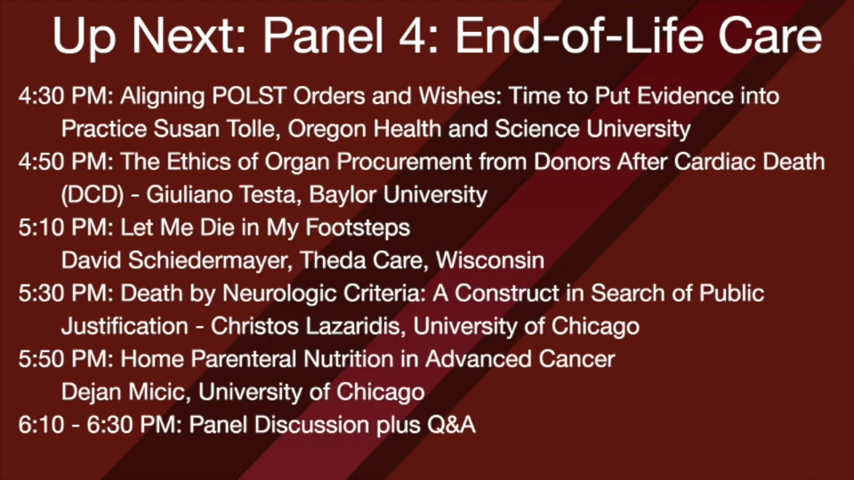 Up Next: Panel 4: End-of-Life Care
4:30 PM: Aligning POLST Orders and Wishes: Time to Put Evidence into
Practice Susan Tolle, Oregon Health and Science University
4:50 PM: The Ethics of Organ Procurement from Donors After Cardiac Death
(DCD) - Giuliano Testa, Baylor University
5:10 PM: Let Me Die in My Footsteps
David Schiedermayer, Theda Care, Wisconsin
5:30 PM: Death by Neurologic Criteria: A Construct in Search of Public
Justification - Christos Lazaridis, University of Chicago
5:50 PM: Home Parenteral Nutrition in Advanced Cancer
Dejan Micic, University of Chicago
6:10 - 6:30 PM: Panel Discussion plus Q&A